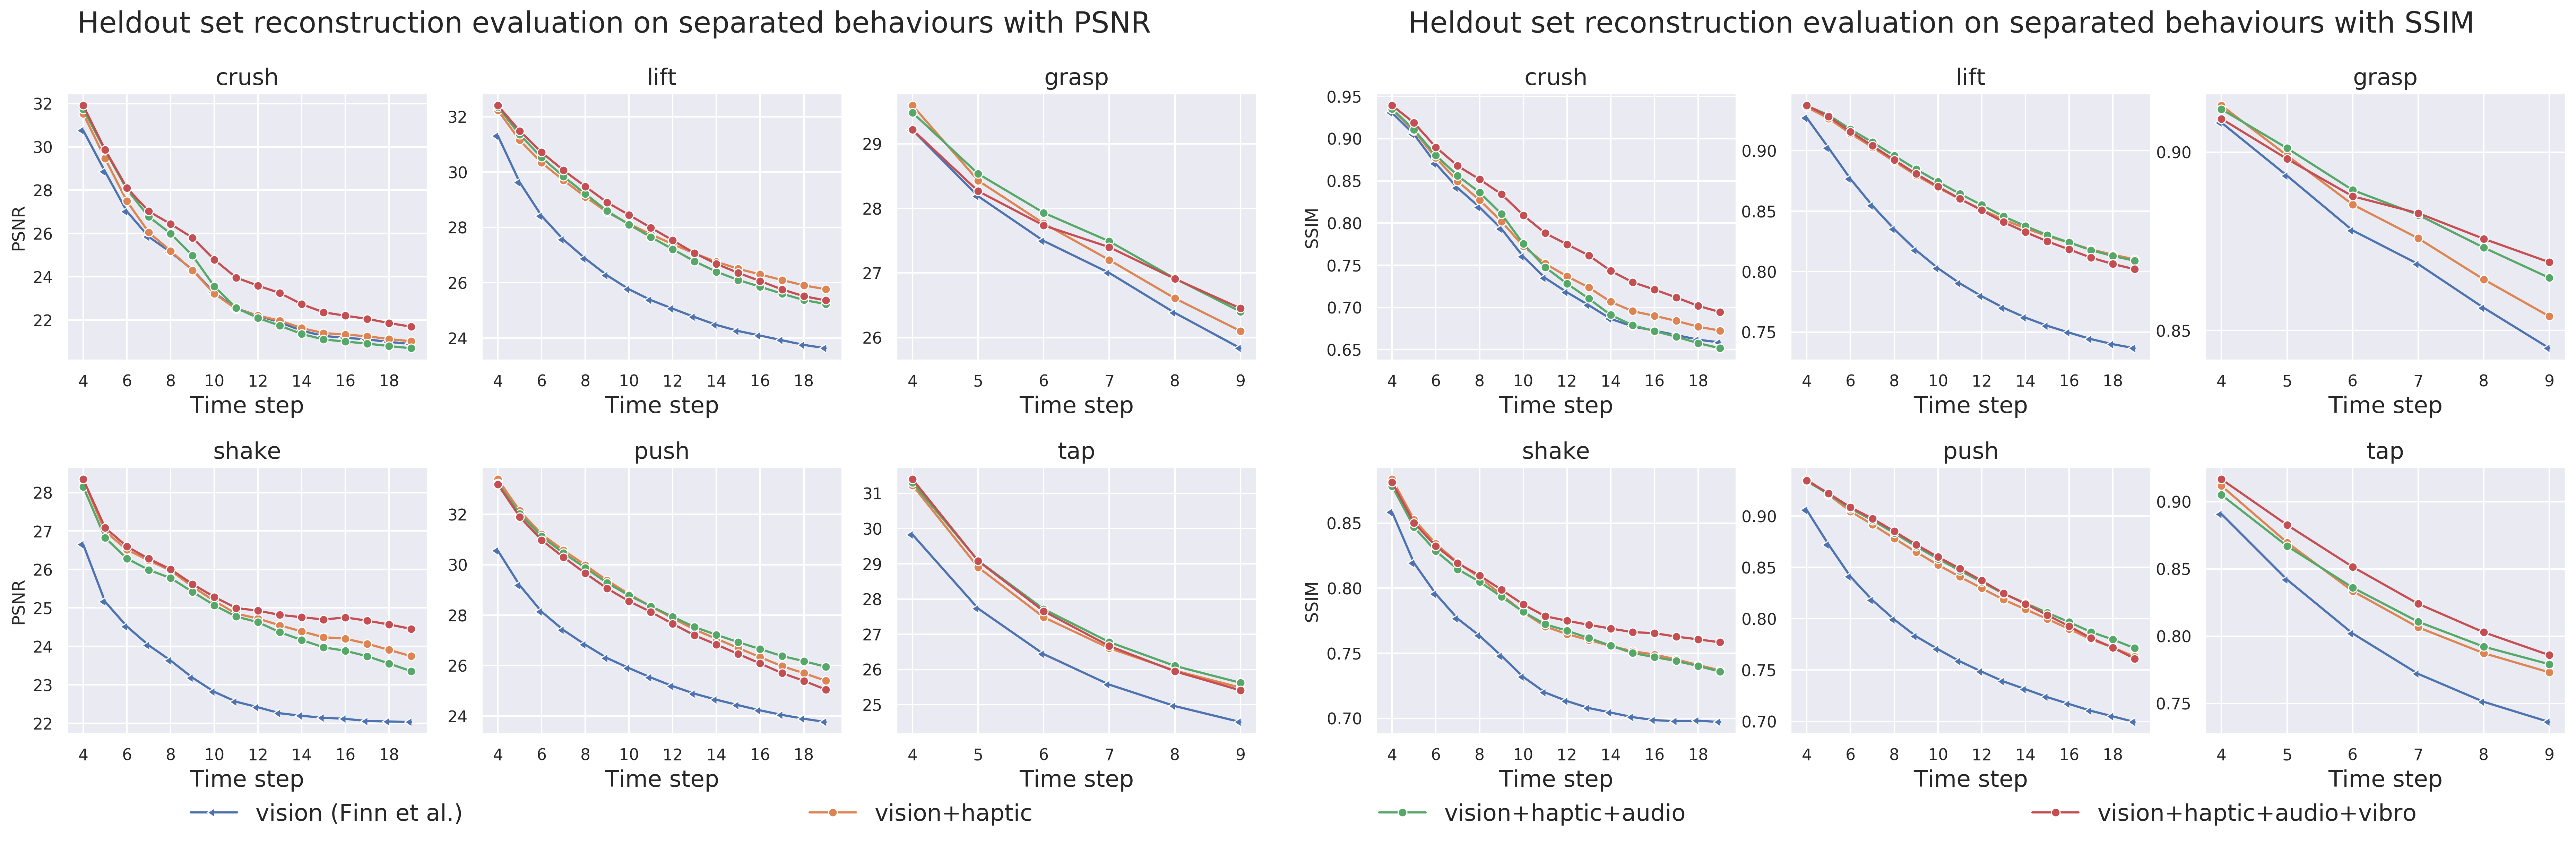 Heldout set reconstruction evaluation on separated behaviours with PSNR
crush
lift
grasp
PSNR
32
30
28
26
24
22
4 6 8 10 12 14 16 18
Time step
32
30
28
26
24
4 6 8 10 12 14 16 18
Time step
29
28
27
26
4 5 6 7 8 9
Time step
shake
push
tap
PSNR
28
27
26
25
24
23
22
4 6 8 10 12 14 16 18
Time step
32
30
28
26
24
4 6 8 10 12 14 16 18
Time step
31
30
29
28
27
26
25
4 5 6 7 8 9
Time step
Heldout set reconstruction evaluation on separated behaviours with SSIM
crush
lift
grasp
SSIM
0.95
0.90
0.85
0.80
0.75
0.70
0.65
4 6 8 10 12 14 16 18
Time step
0.90
0.85
0.80
0.75
4 6 8 10 12 14 16 18
Time step
0.90
0.85
4 5 6 7 8 9
Time step
shake
push
tap
SSIM
0.85
0.80
0.75
0.70
4 6 8 10 12 14 16 18
Time step
0.90
0.85
0.80
0.75
0.70
4 6 8 10 12 14 16 18
Time step
0.90
0.85
0.80
0.75
4 5 6 7 8 9
Time step
vision (Finn et al.)
vision+haptic
vision+haptic+audio
vision+haptic+audio+vibro